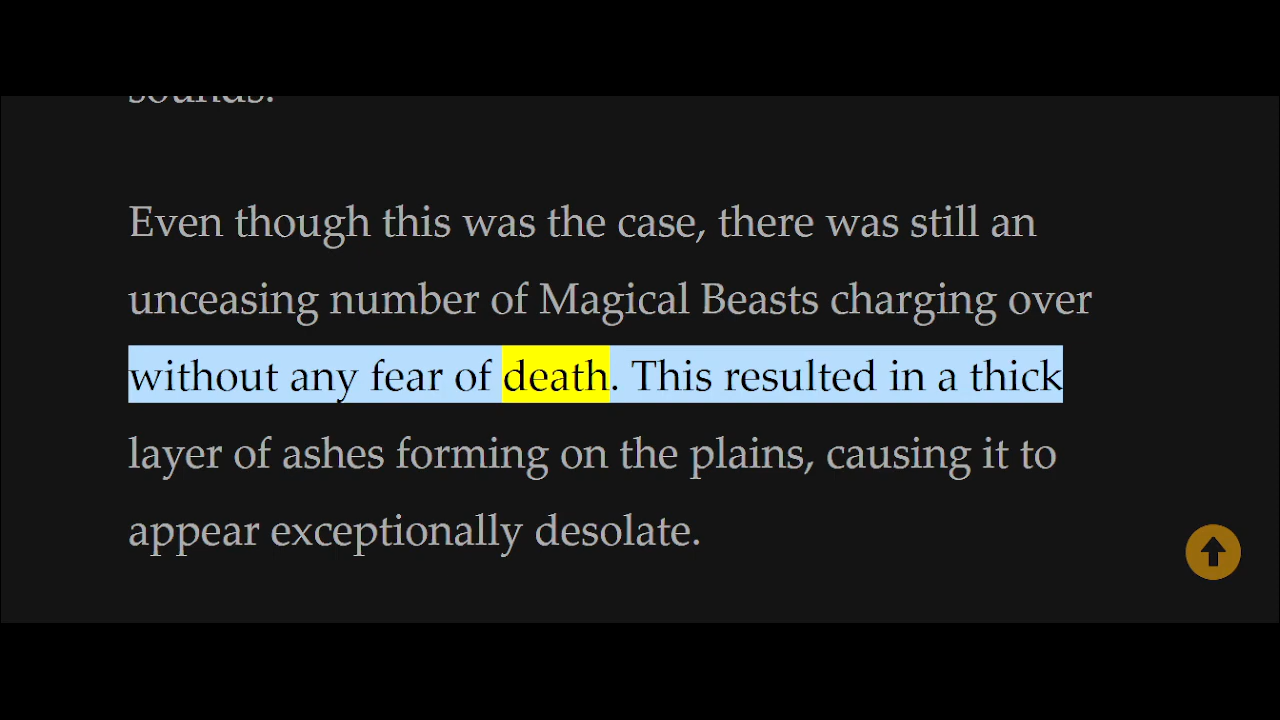 sounds.
Even though this was the case, there was still an
unceasing number of Magical Beasts charging over
without any fear of death. This resulted in a thick
layer of ashes forming on the plains, causing it to
appear exceptionally desolate.